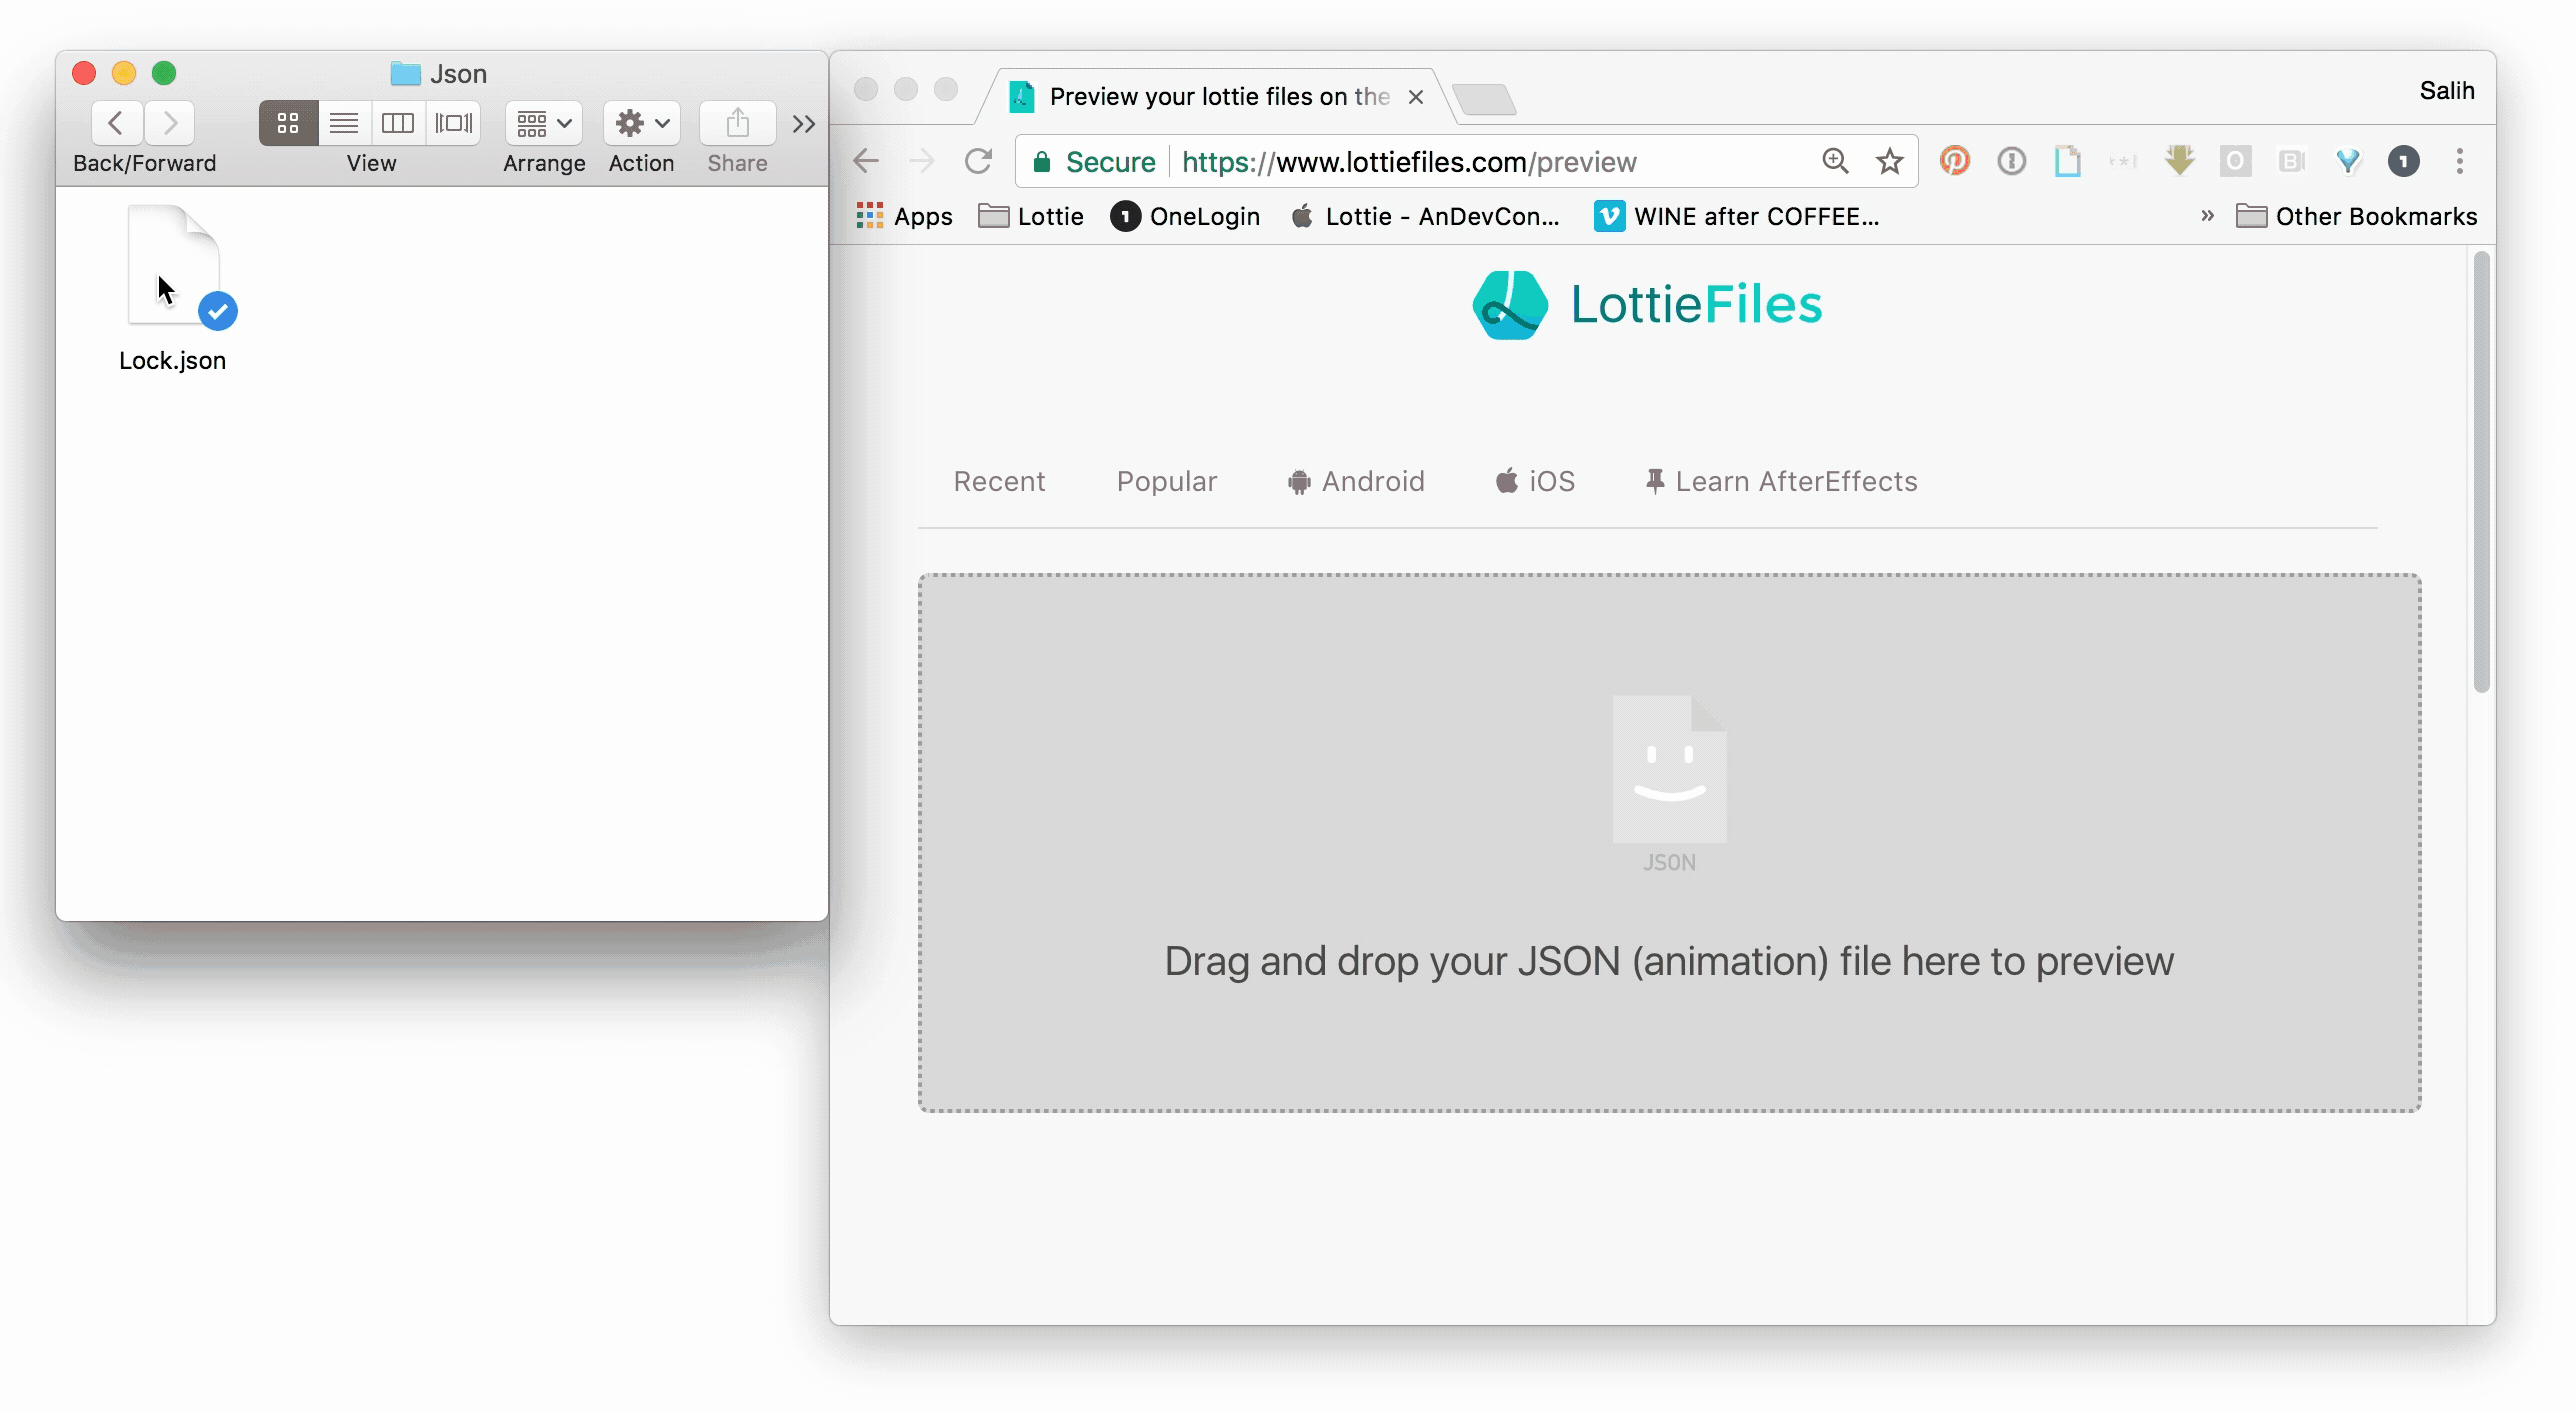 Json
Back/Forward
View
Arrange
Action
Share
Lock.json
Preview your lottie files on the
Salih
Secure
https://www.lottiefiles.com/preview
Apps
Lottie
OneLogin
Lottie - AnDevCon...
WINE after COFFEE...
Other Bookmarks
LottieFiles
Recent
Popular
Android
iOS
Learn AfterEffects
JSON
Drag and drop your JSON (animation) file here to preview